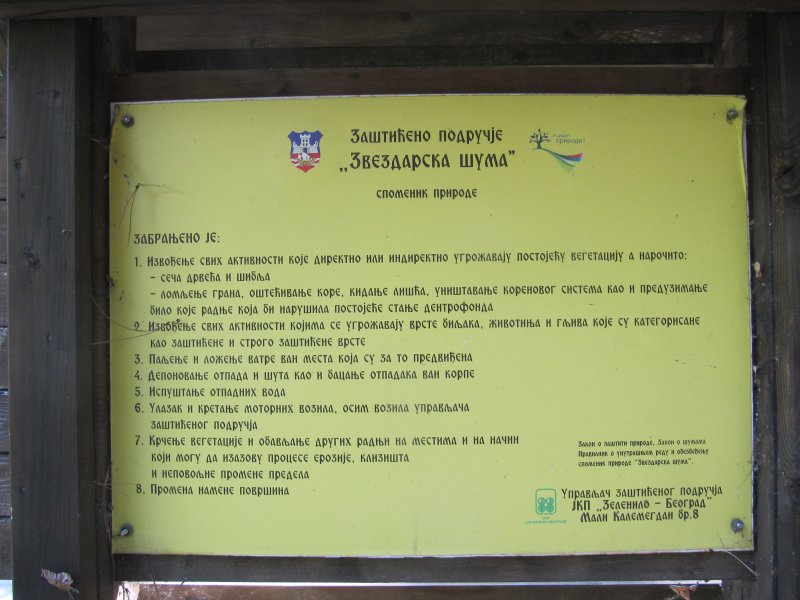 Заштићено подручје
„Звездарска шума”
споменик природе
Чувари
природе!
ЗАБРАЊЕНО ЈЕ:
1. Извођење свих активности које директно или индиректно угрожавају постојећу вегетацију а нарочито:
– сеча дрвећа и шибља
– ломљење грана, оштећивање коре, кидање лишћа, уништавање кореновог система као и предузимање
било које радње која би нарушила постојеће стање дентрофонда
2. Извођење свих активности којима се угрожавају врсте биљака, животиња и гљива које су категорисане
као заштићене и строго заштићене врсте
3. Паљење и ложење ватре ван места која су за то предвиђена
4. Депоновање отпада и шута као и бацање отпадака ван корпе
5. Испуштање отпадних вода
6. Улазак и кретање моторних возила, осим возила управљача
заштићеног подручја
7. Крчење вегетације и обављање других радњи на местима и на начин
који могу да изазову процесе ерозије, клизишта
и неповољне промене предела
8. Промена намене површина
Закон о заштити природе, Закон о шумама
Правилник о унутрашњем реду и обезбеђењу
споменик природе "Звездарска шума".
Управљач заштићеног подручја
ЈКП „Зеленило – Београд"
Мали Калемегдан бр.8